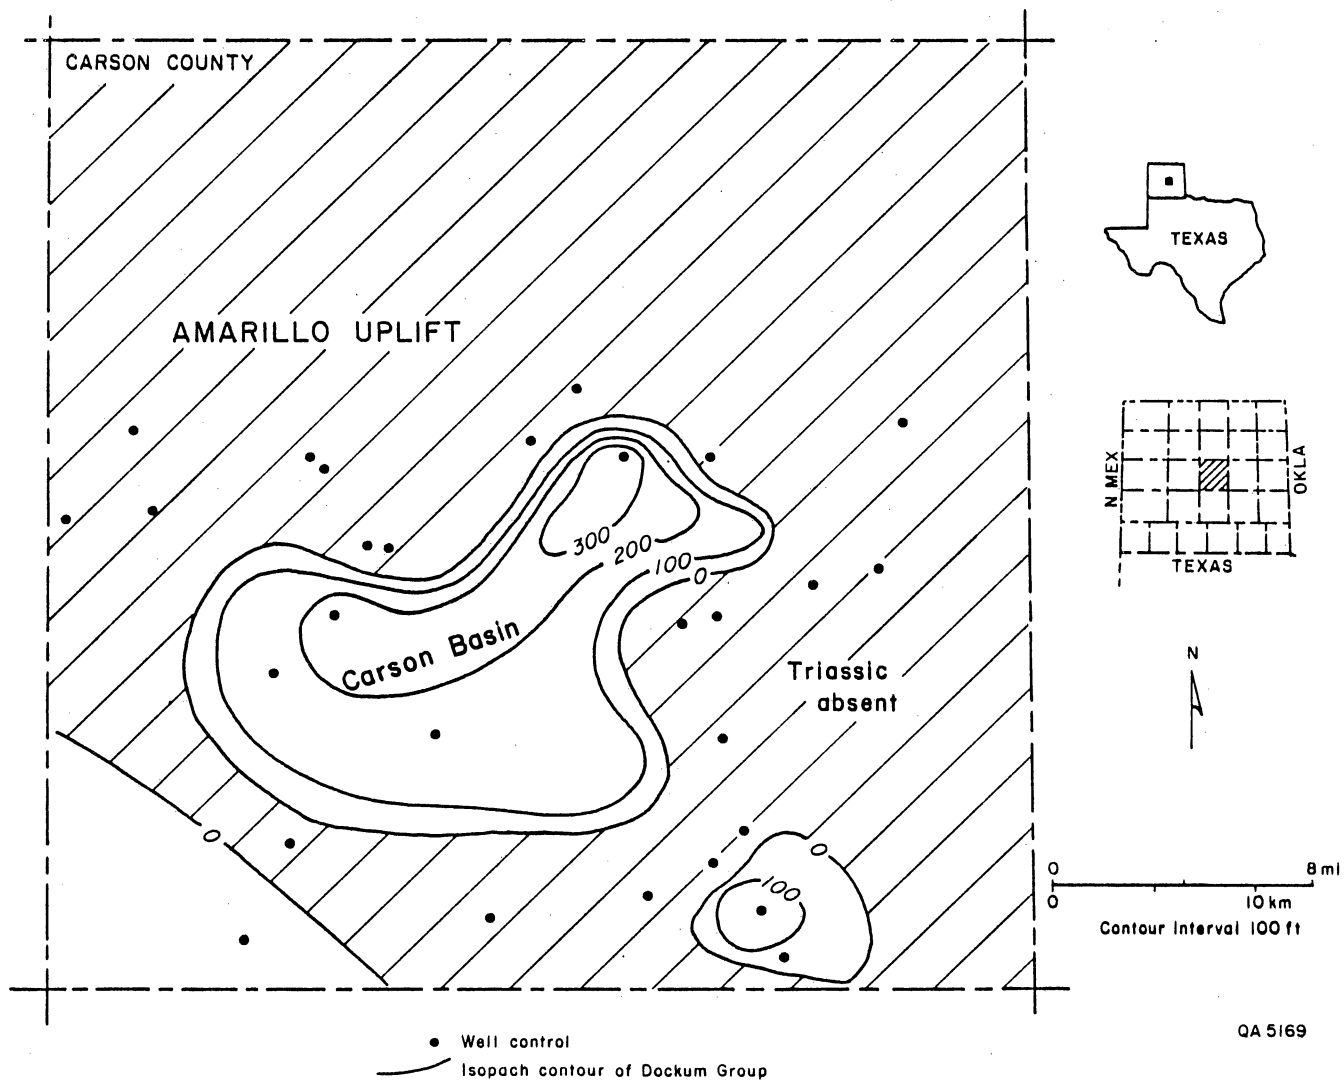 CARSON COUNTY
TEXAS
AMARILLO UPLIFT
N MEX
OKLA
TEXAS
300
200
100
0
Carson Basin
N
Triassic
absent
0
0
100
0 8 mi
0 10 km
Contour Interval 100 ft
QA 5169
Well control
Isopach contour of Dockum Group